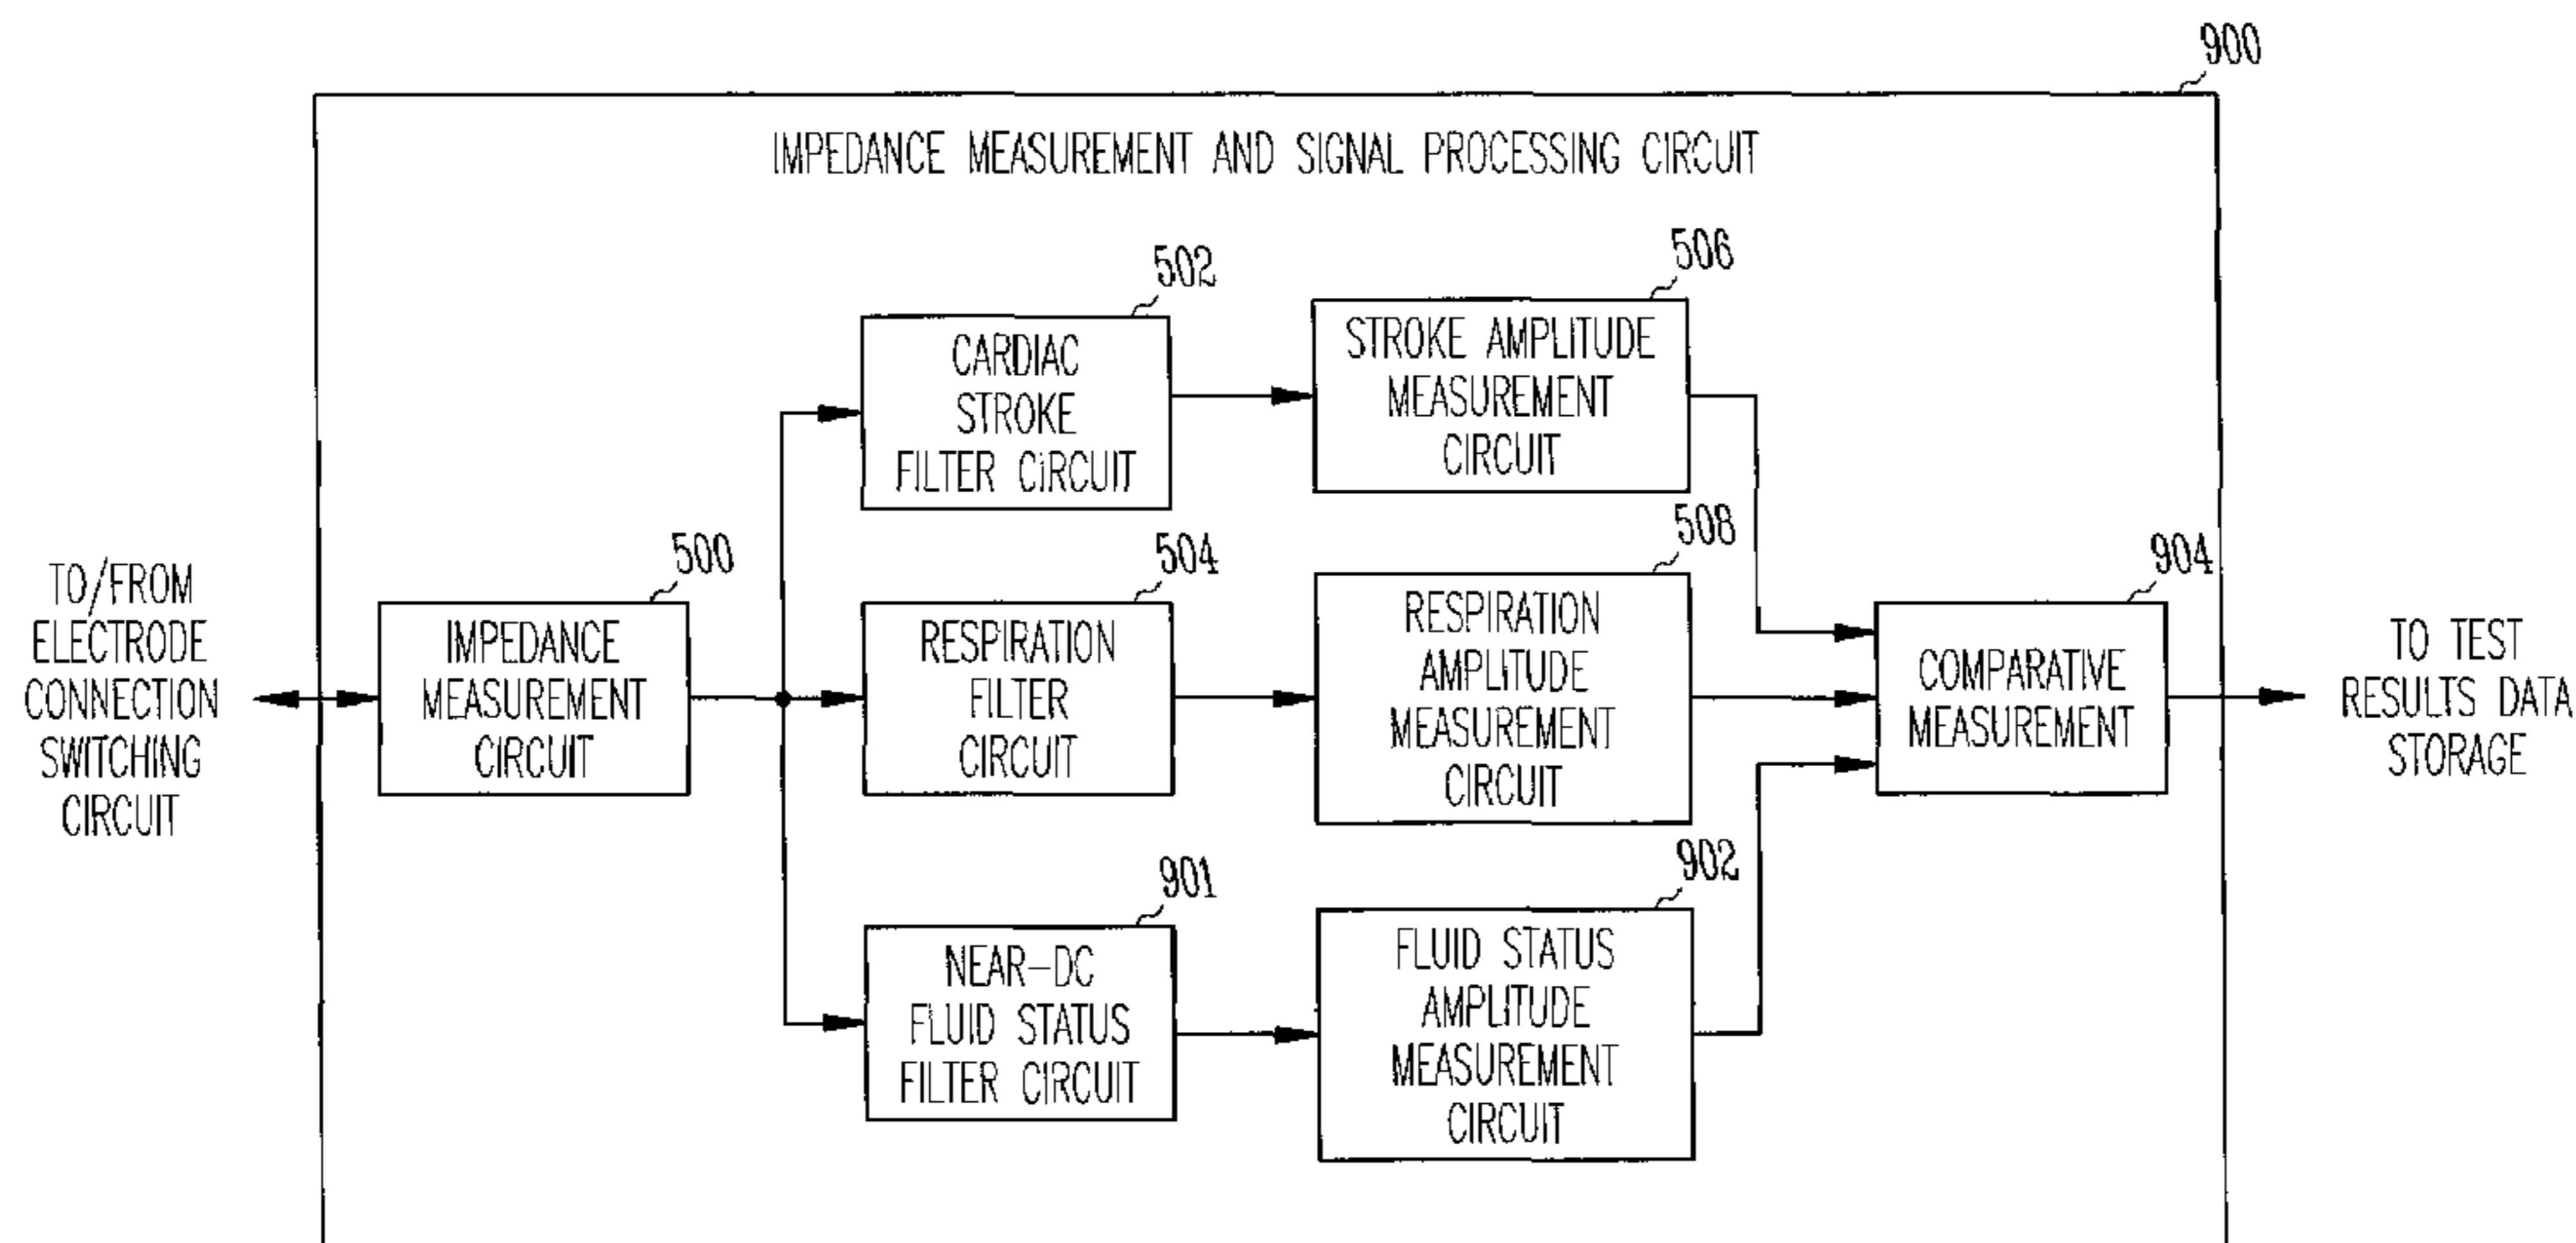 900
IMPEDANCE MEASUREMENT AND SIGNAL PROCESSING CIRCUIT
502
CARDIAC
STROKE
FILTER CIRCUIT
506
STROKE AMPLITUDE
MEASUREMENT
CIRCUIT
TO/FROM
ELECTRODE
CONNECTION
SWITCHING
CIRCUIT
500
IMPEDANCE
MEASUREMENT
CIRCUIT
504
RESPIRATION
FILTER
CIRCUIT
508
RESPIRATION
AMPLITUDE
MEASUREMENT
CIRCUIT
904
COMPARATIVE
MEASUREMENT
TO TEST
RESULTS DATA
STORAGE
901
NEAR-DC
FLUID STATUS
FILTER CIRCUIT
902
FLUID STATUS
AMPLITUDE
MEASUREMENT
CIRCUIT